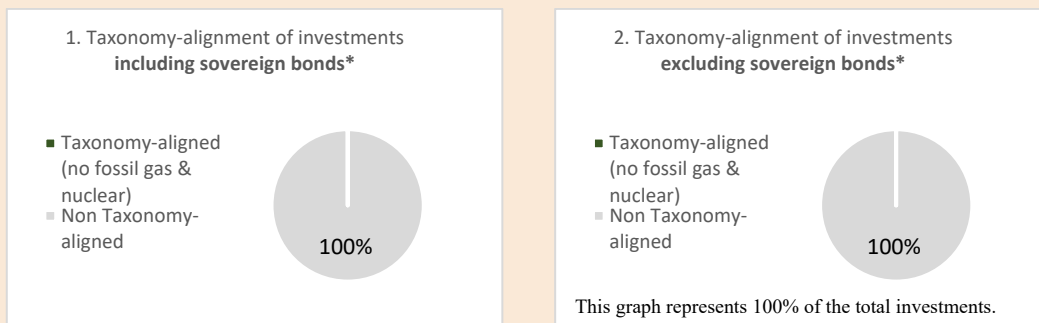 1. Taxonomy-alignment of investments
including sovereign bonds*
Taxonomy-aligned
(no fossil gas &
nuclear)
Non Taxonomy-
aligned
100%
2. Taxonomy-alignment of investments
excluding sovereign bonds*
Taxonomy-aligned
(no fossil gas &
nuclear)
Non Taxonomy-
aligned
100%
This graph represents 100% of the total investments.